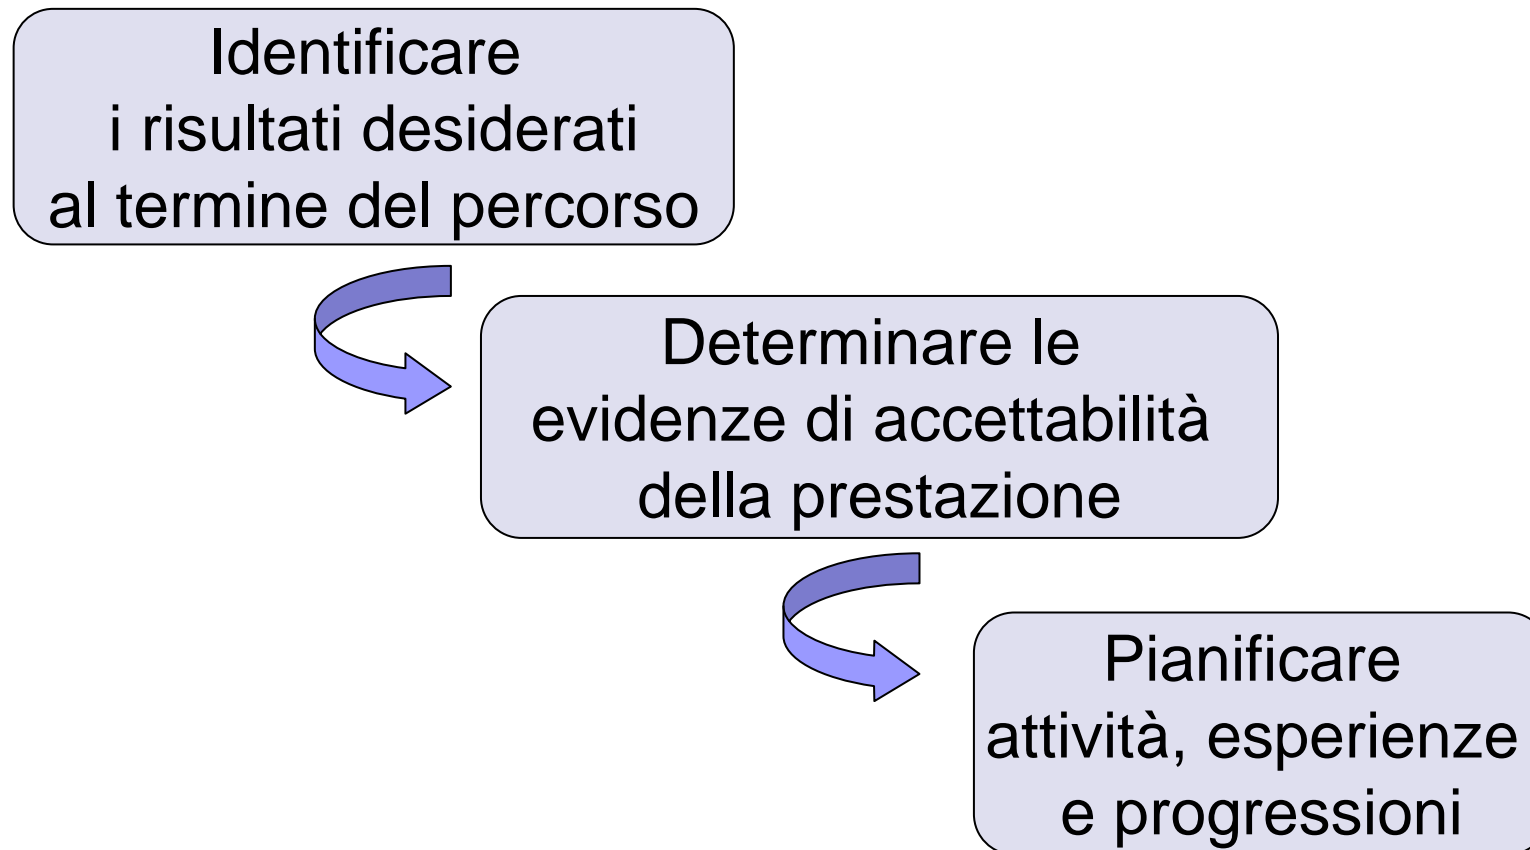 Identificare
i risultati desiderati
al termine del percorso
Determinare le
evidenze di accettabilità
della prestazione
Pianificare
attività, esperienze
e progressioni